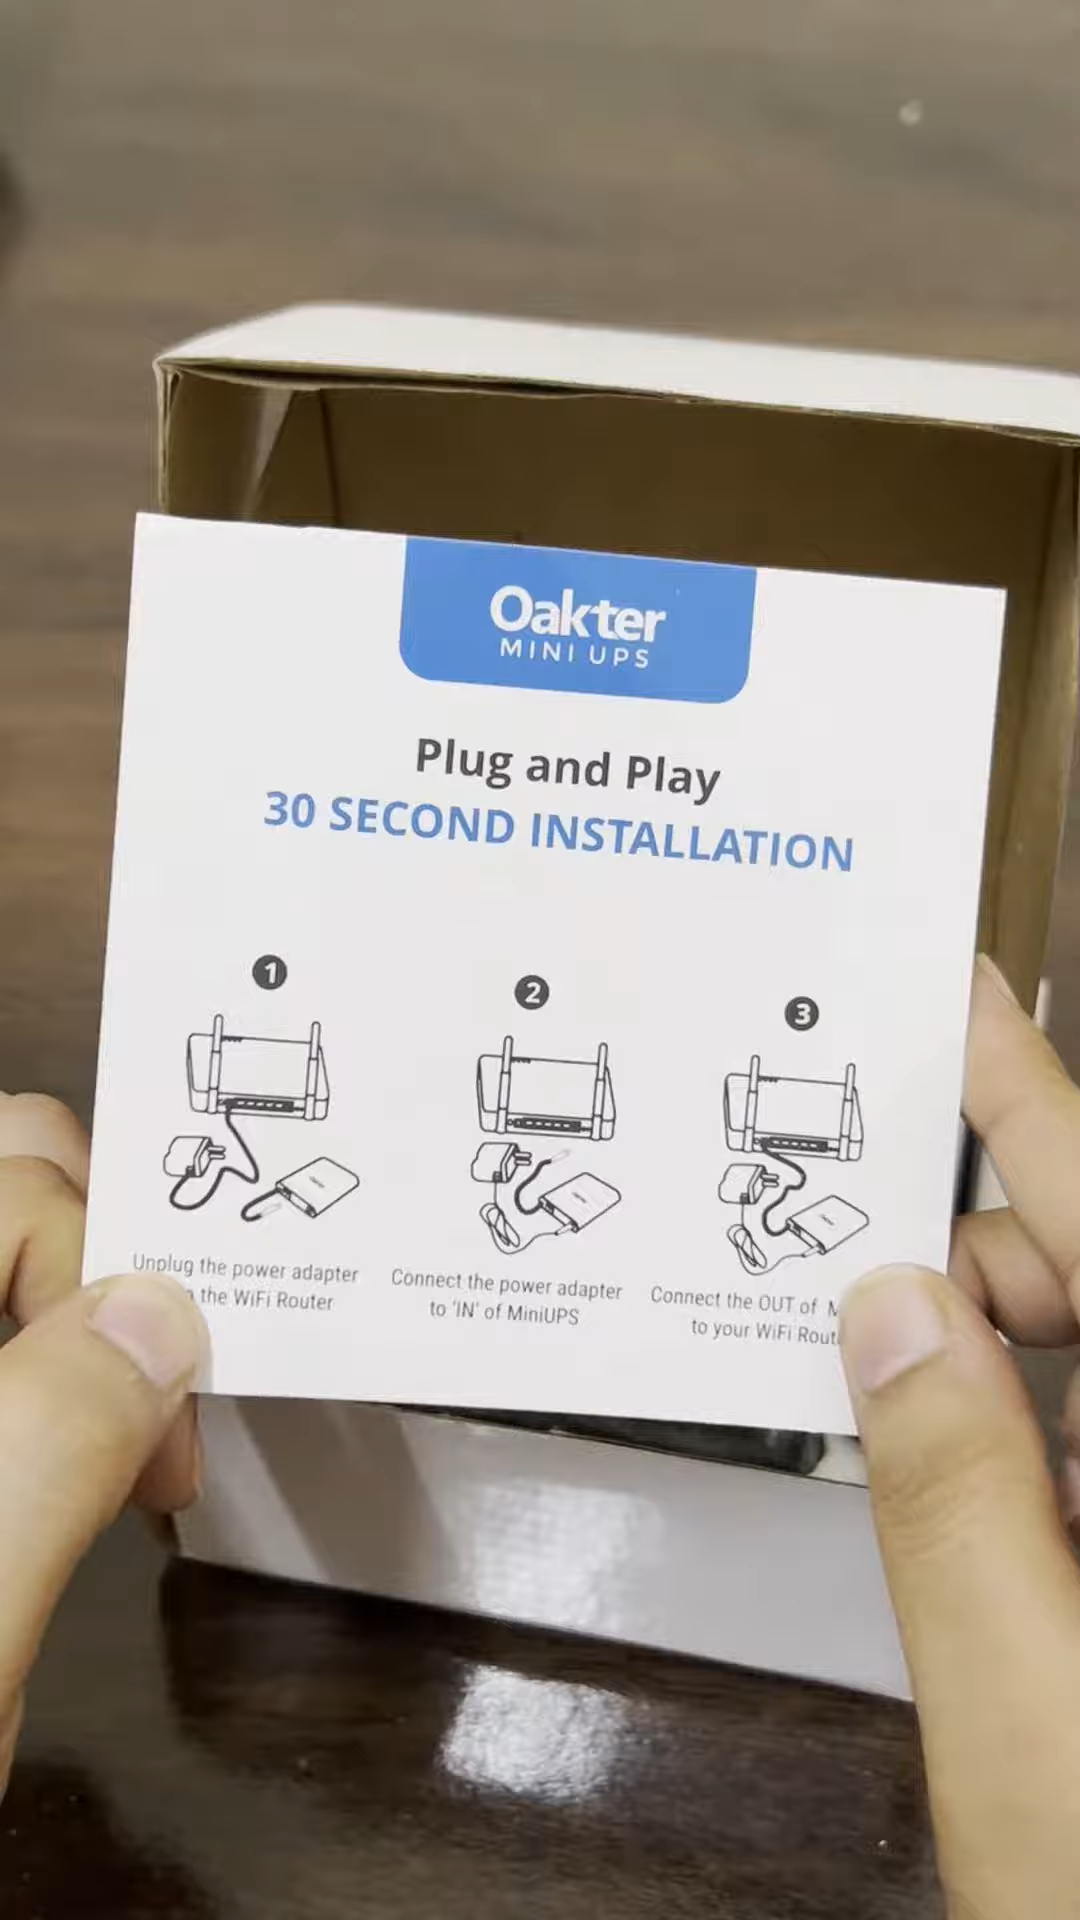 Oakter
MINI UPS
Plug and Play
30 SECOND INSTALLATION
1
2
3
Unplug the power adapter
the WiFi Router
Connect the power adapter
to 'IN' of MiniUPS
Connect the OUT of
to your WiFi